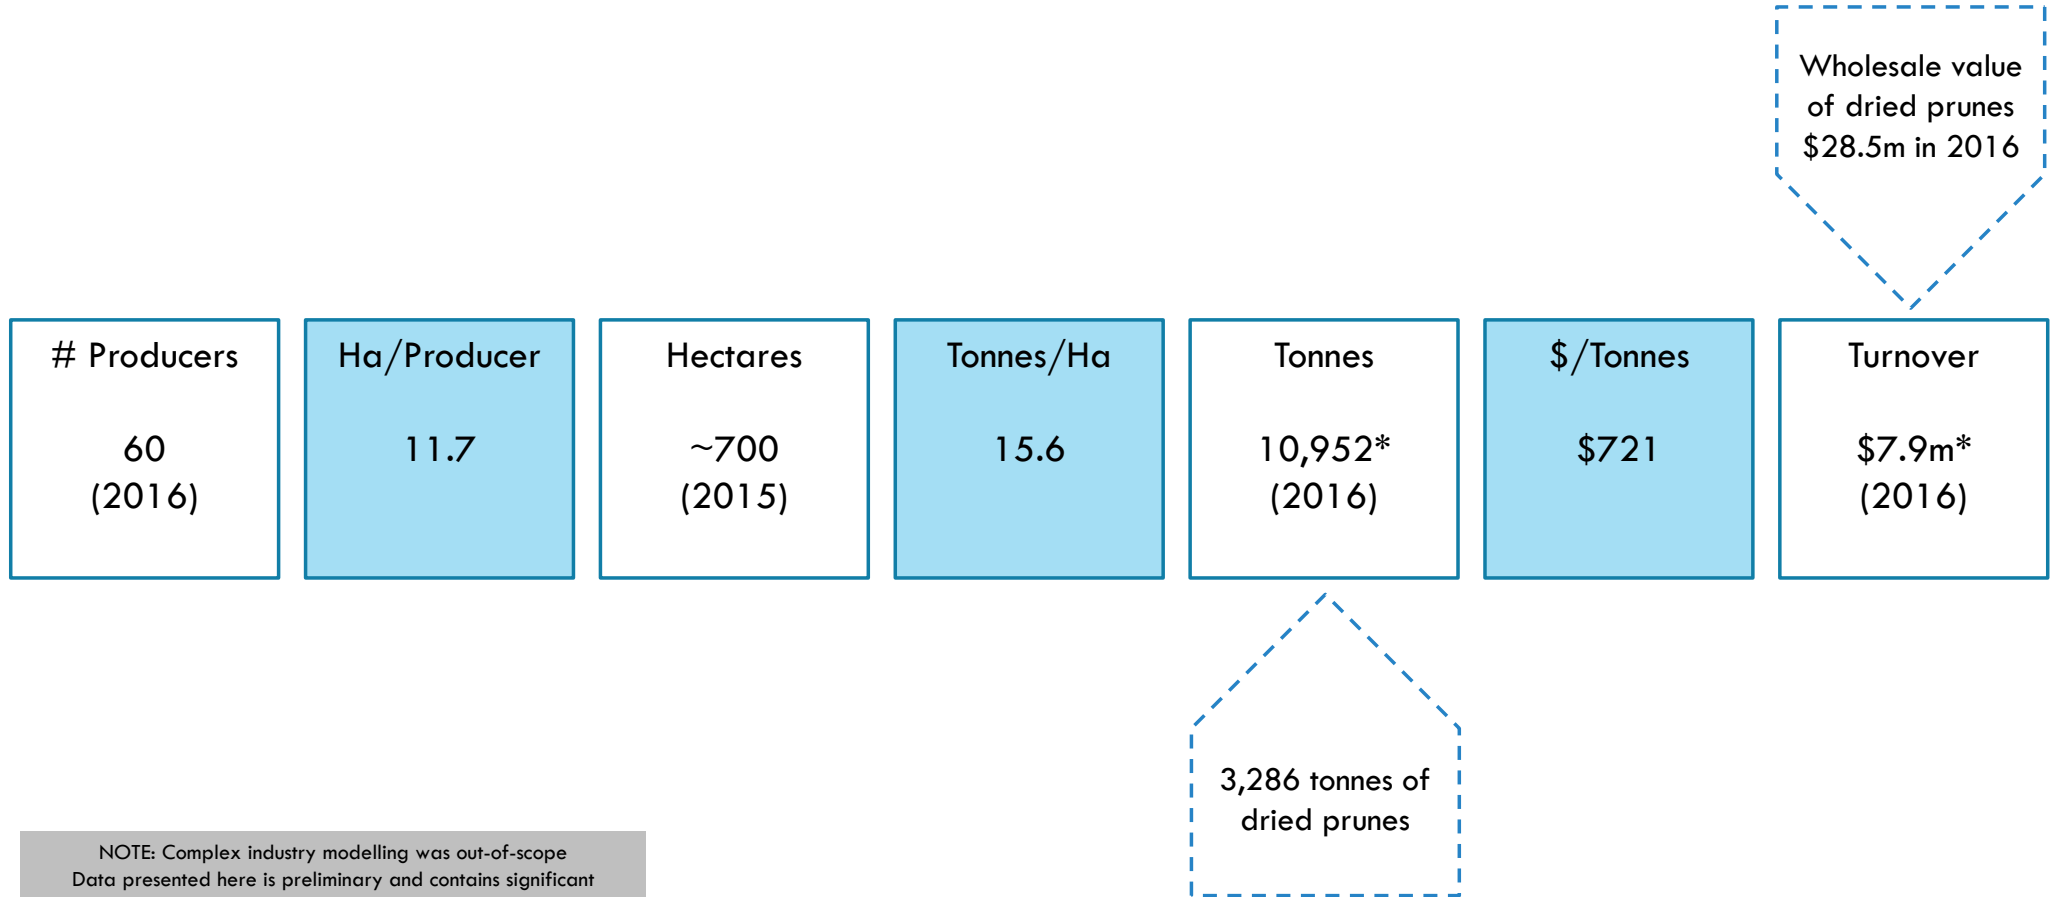 Wholesale value
of dried prunes
$28.5m in 2016
# Producers
60
(2016)
Ha/Producer
11.7
Hectares
~700
(2015)
Tonnes/Ha
15.6
Tonnes
10,952*
(2016)
$/Tonnes
$721
Turnover
$7.9m*
(2016)
3,286 tonnes of
dried prunes
NOTE: Complex industry modelling was out-of-scope
Data presented here is preliminary and contains significant